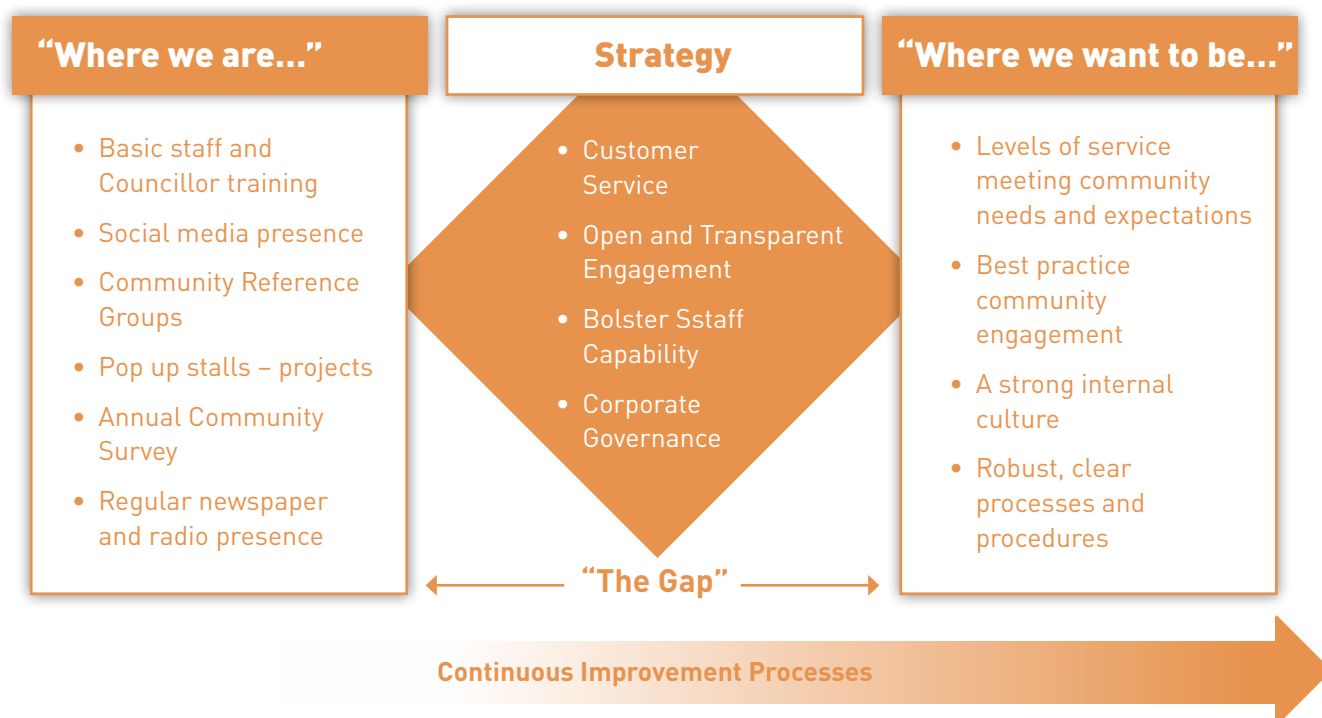 “Where we are...”
• Basic staff and
Councillor training
• Social media presence
• Community Reference
Groups
• Pop up stalls – projects
• Annual Community
Survey
• Regular newspaper
and radio presence
Strategy
• Customer
Service
• Open and Transparent
Engagement
• Bolster Sstaff
Capability
• Corporate
Governance
“The Gap”
“Where we want to be...”
• Levels of service
meeting community
needs and expectations
• Best practice
community
engagement
• A strong internal
culture
• Robust, clear
processes and
procedures
Continuous Improvement Processes